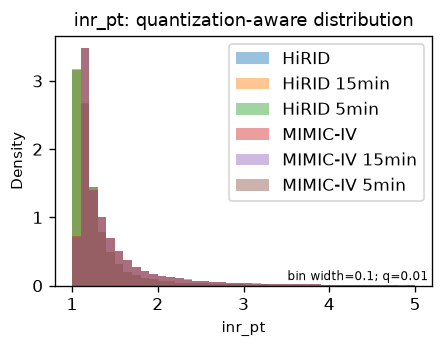 inr_pt: quantization-aware distribution
Density
3
2
1
0
HiRID
HiRID 15min
HiRID 5min
MIMIC-IV
MIMIC-IV 15min
MIMIC-IV 5min
bin width=0.1; q=0.01
1 2 3 4 5
inr_pt